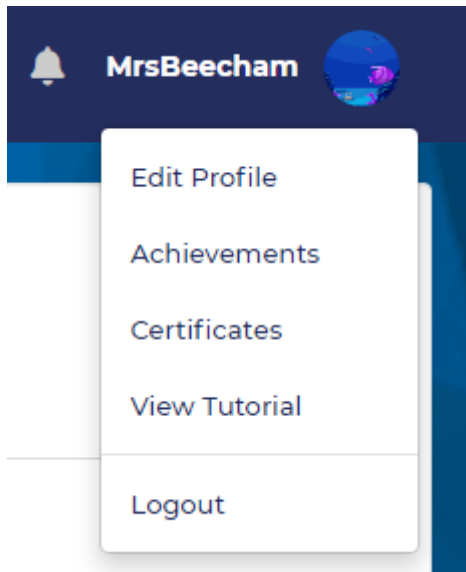 MrsBeecham
Edit Profile
Achievements
Certificates
View Tutorial
Logout